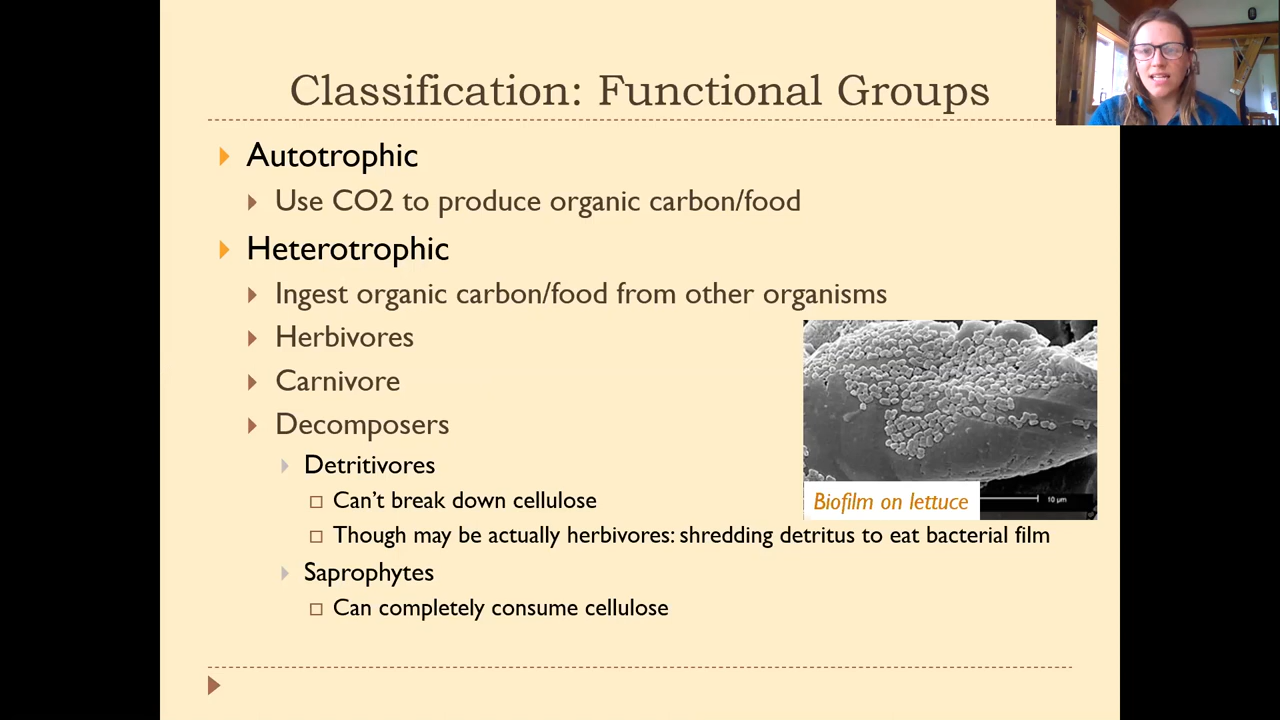 Classification: Functional Groups
Autotrophic
Use CO2 to produce organic carbon/food
Heterotrophic
Ingest organic carbon/food from other organisms
Herbivores
Carnivore
Decomposers
Detritivores
Can't break down cellulose
Though may be actually herbivores: shredding detritus to eat bacterial film
Saprophytes
Can completely consume cellulose
Biofilm on lettuce
10 µm